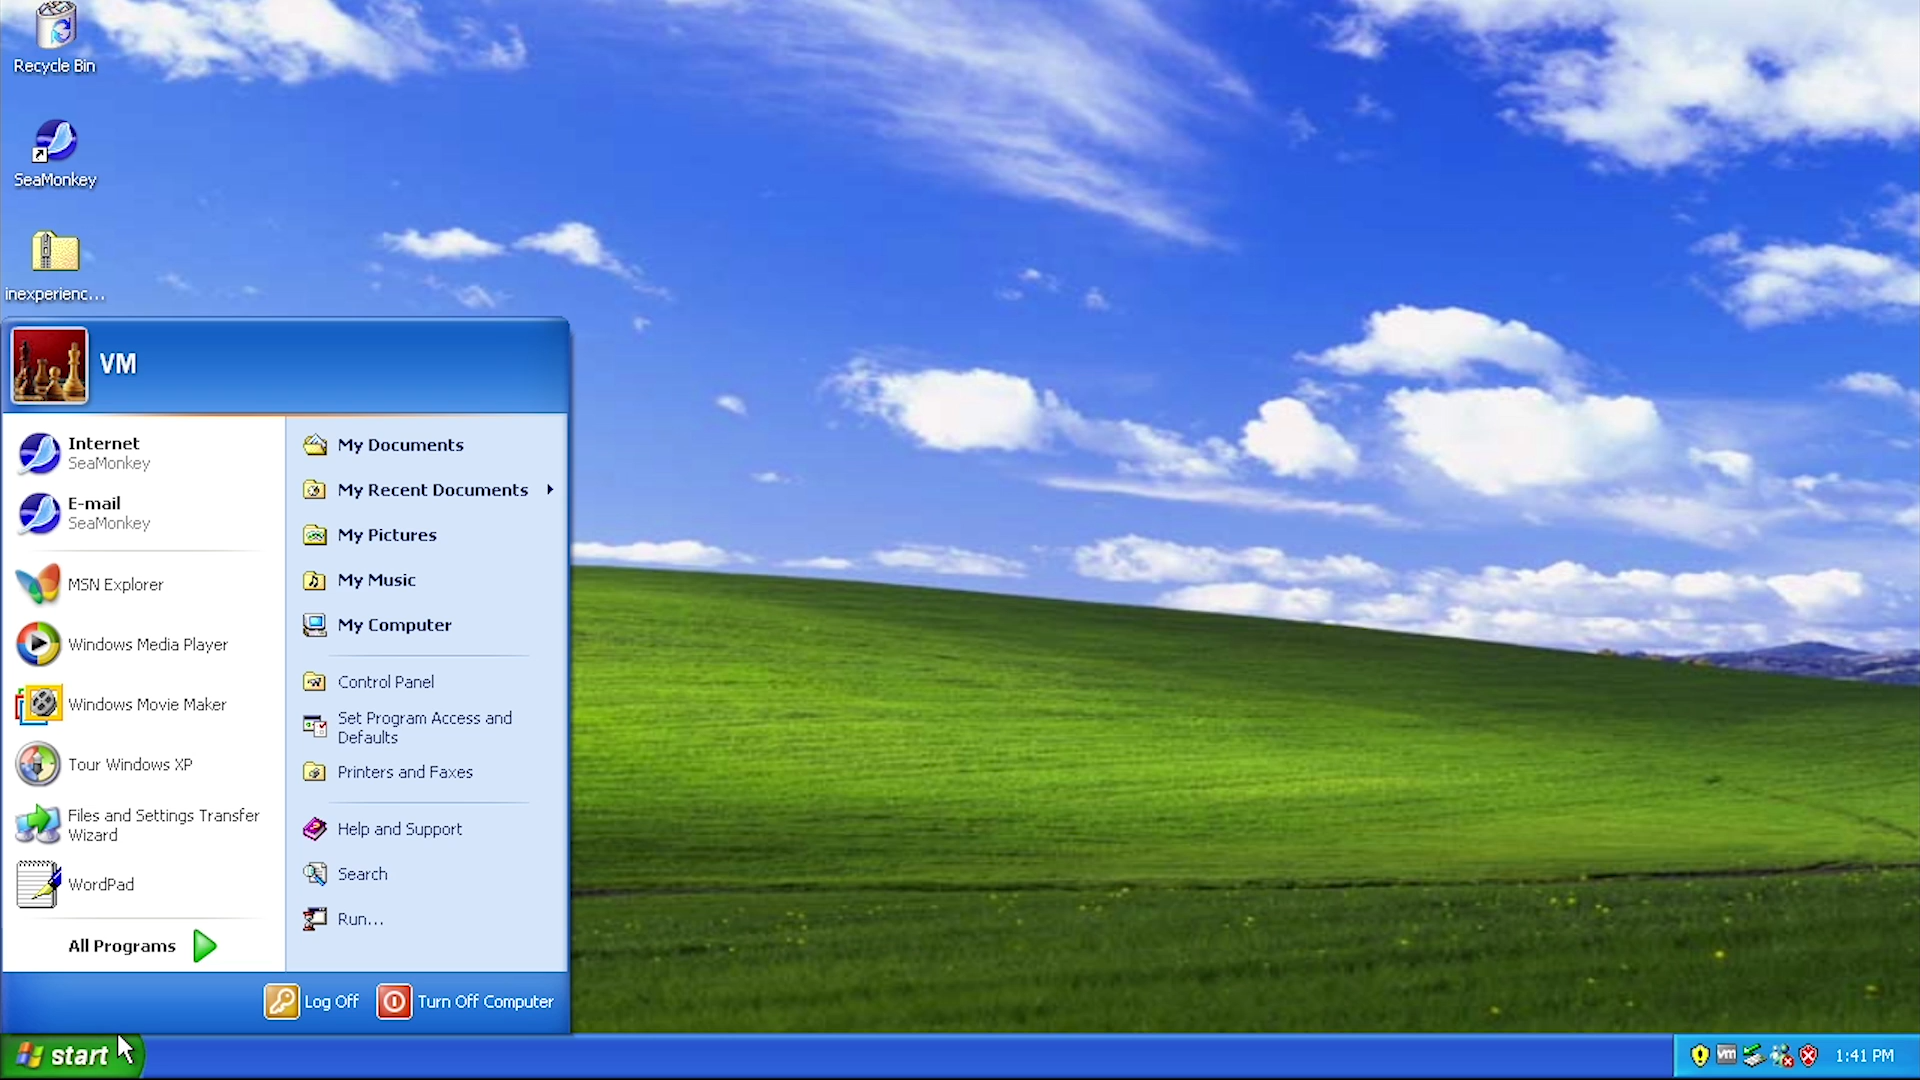 Recycle Bin
SeaMonkey
inexperienc...
VM
Internet
SeaMonkey
E-mail
SeaMonkey
MSN Explorer
Windows Media Player
Windows Movie Maker
Tour Windows XP
Files and Settings Transfer
Wizard
WordPad
All Programs
My Documents
My Recent Documents
My Pictures
My Music
My Computer
Control Panel
Set Program Access and
Defaults
Printers and Faxes
Help and Support
Search
Run...
Log Off
Turn Off Computer
start
vm
1:41 PM